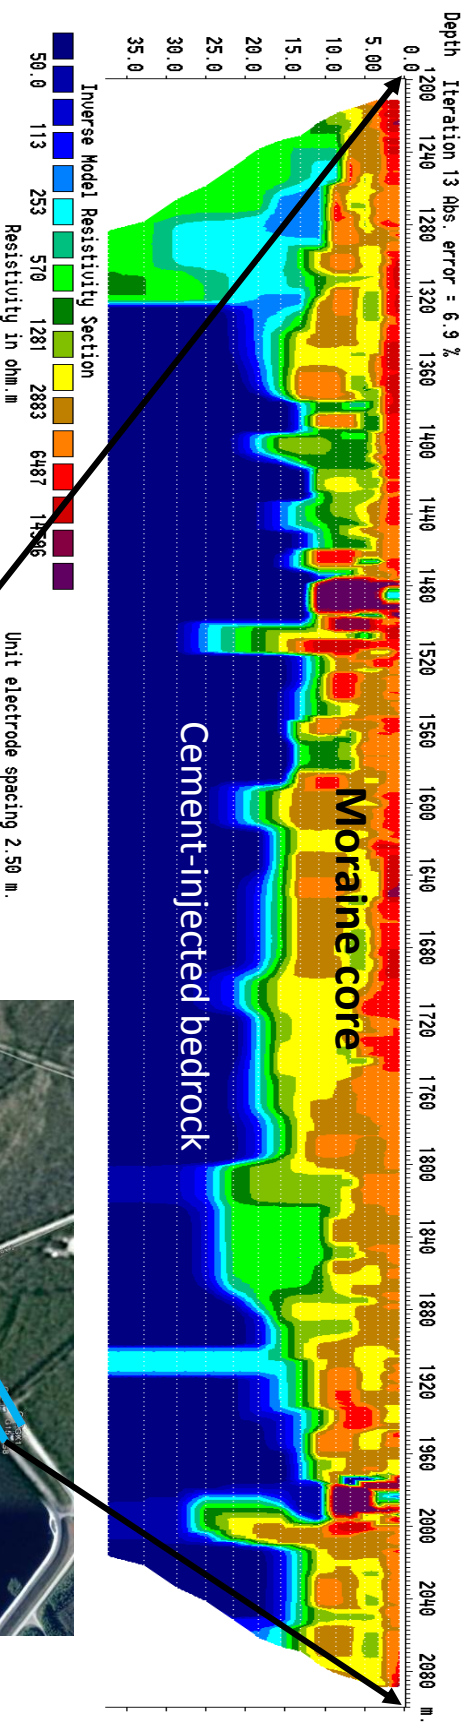 Depth Iteration 13 Abs. error = 6.9 %
1200 1240 1280 1320 1360 1400 1440 1480 1520 1560 1600 1640 1680 1720 1760 1800 1840 1880 1920 1960 2000 2040 2080 m.
0.0
5.00
10.0
15.0
20.0
25.0
30.0
35.0
Moraine core
Cement-injected bedrock
Inverse Model Resistivity Section
50.0 113 253 570 1281 2883 6487
Resistivity in ohm.m
Unit electrode spacing 2.50 m.